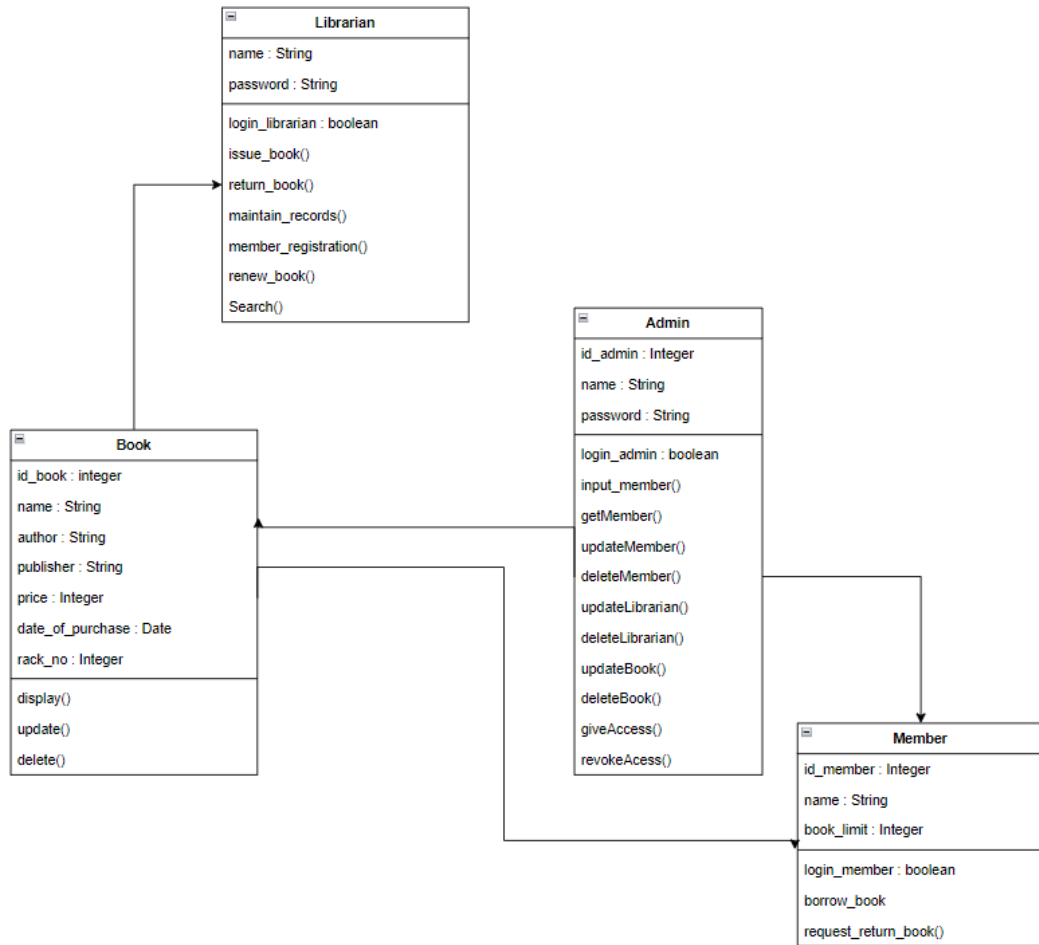 Librarian
name : String
password : String
login_librarian : boolean
issue_book()
return_book()
maintain_records()
member_registration()
renew_book()
Search()
Admin
id_admin : Integer
name : String
password : String
login_admin : boolean
input_member()
getMember()
updateMember()
deleteMember()
updateLibrarian()
deleteLibrarian()
updateBook()
deleteBook()
giveAccess()
revokeAcess()
Book
id_book : integer
name : String
author : String
publisher : String
price : Integer
date_of_purchase : Date
rack_no : Integer
display()
update()
delete()
Member
id_member : Integer
name : String
book_limit : Integer
login_member : boolean
borrow_book
request_return_book()